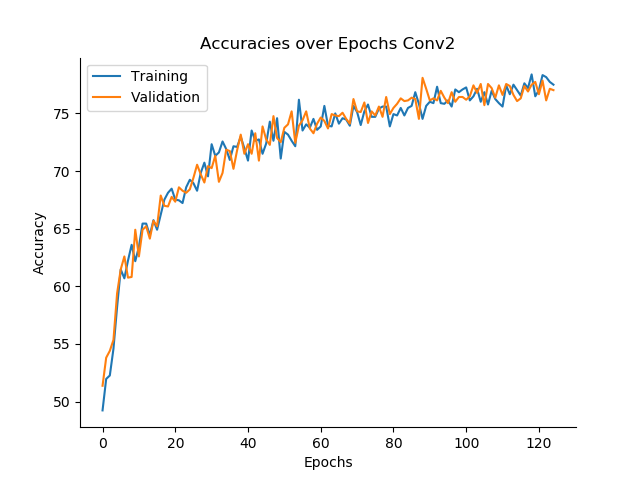 Accuracies over Epochs Conv2
Training
Validation
Accuracy
75
70
65
60
55
50
0 20 40 60 80 100 120
Epochs